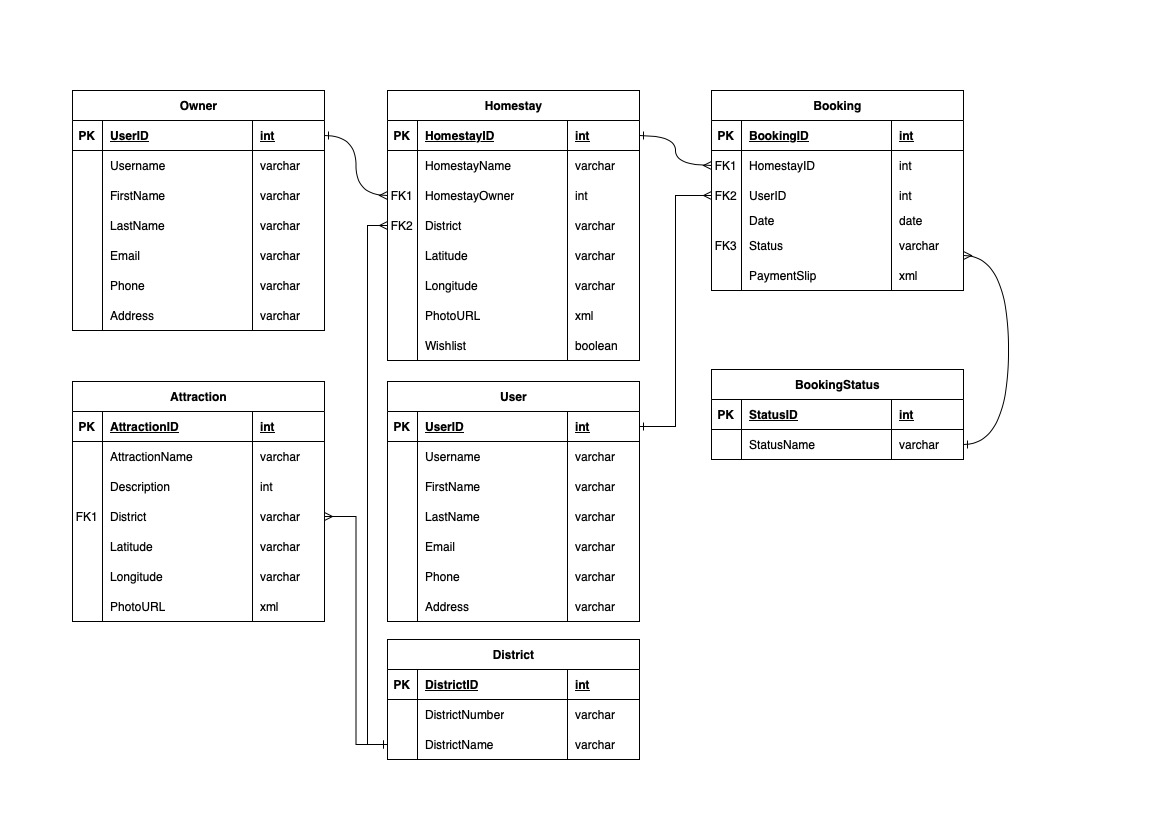 Owner
PK UserID int
Username varchar
FirstName varchar
LastName varchar
Email varchar
Phone varchar
Address varchar
Homestay
PK HomestayID int
HomestayName varchar
FK1 HomestayOwner int
FK2 District varchar
Latitude varchar
Longitude varchar
PhotoURL xml
Wishlist boolean
Booking
PK BookingID int
FK1 HomestayID int
FK2 UserID int
Date date
FK3 Status varchar
PaymentSlip xml
Attraction
PK AttractionID int
AttractionName varchar
Description int
FK1 District varchar
Latitude varchar
Longitude varchar
PhotoURL xml
User
PK UserID int
Username varchar
FirstName varchar
LastName varchar
Email varchar
Phone varchar
Address varchar
BookingStatus
PK StatusID int
StatusName varchar
District
PK DistrictID int
DistrictNumber varchar
DistrictName varchar